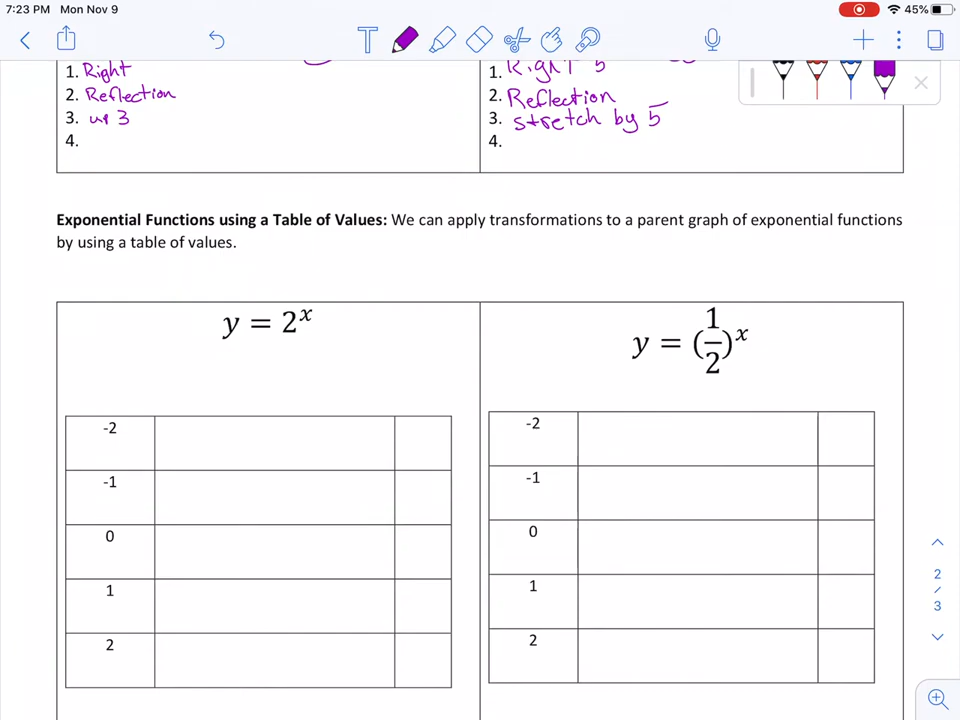 7:23 PM Mon Nov 9
45%
T
1. Right
2. Reflection
3. up 3
4.
1. Right 5
2. Reflection
3. stretch by 5
4.
Exponential Functions using a Table of Values: We can apply transformations to a parent graph of exponential functions
by using a table of values.
y = 2^x
-2
-1
0
1
2
y = (1/2)^x
-2
-1
0
1
2
2
/
3